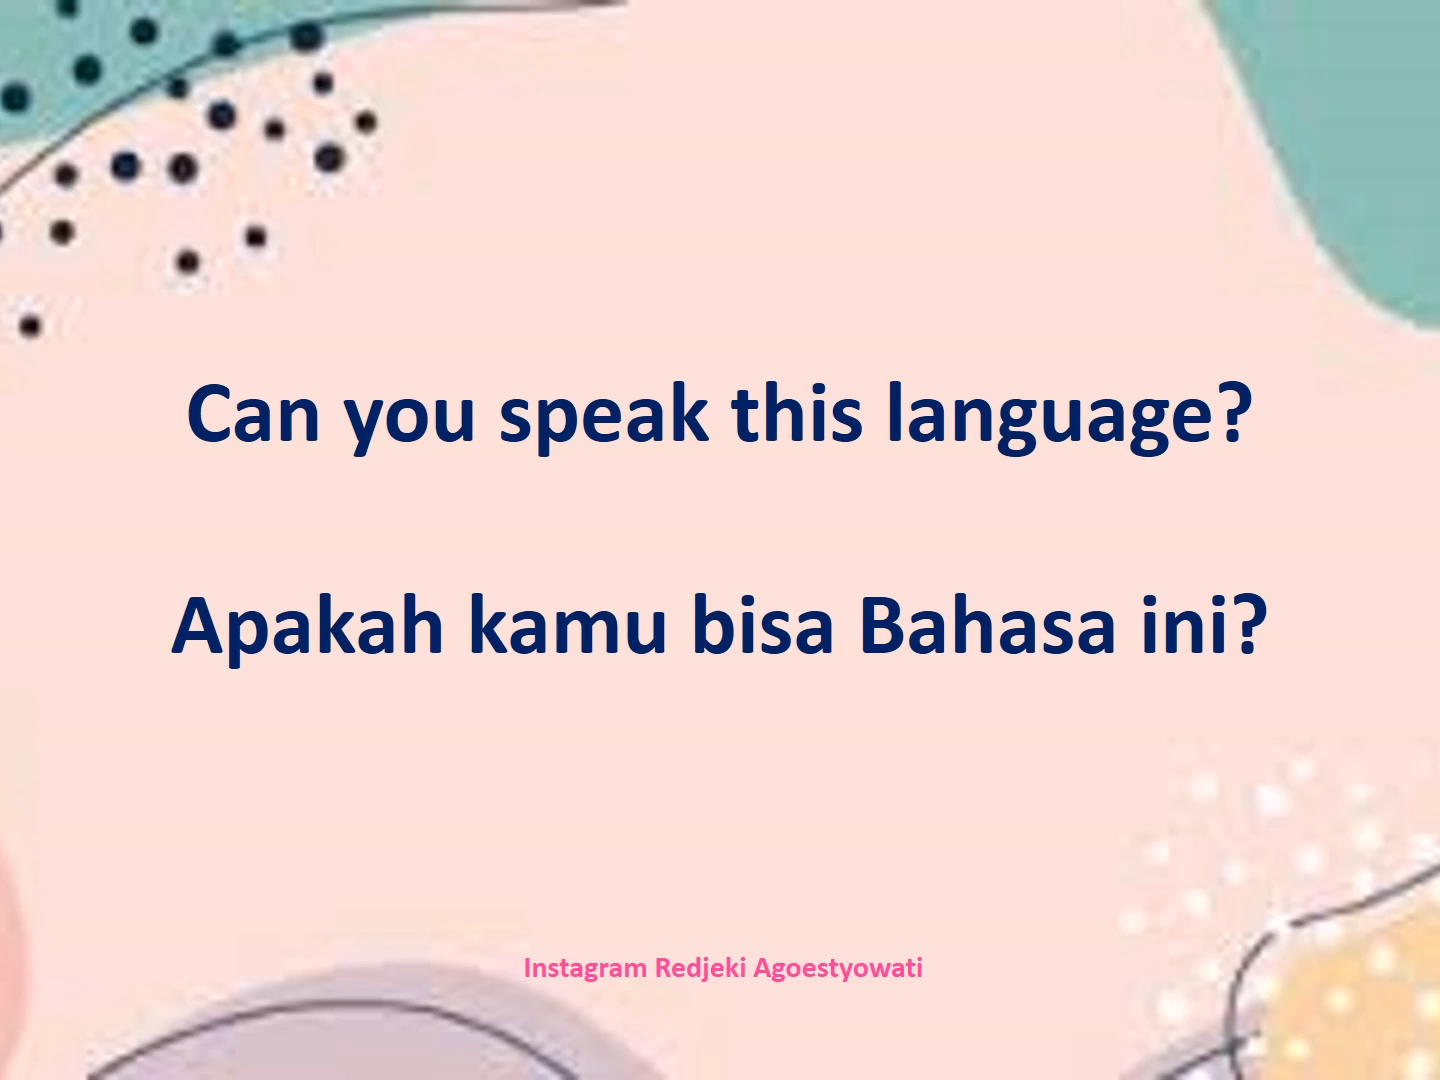 Can you speak this language?
Apakah kamu bisa Bahasa ini?
Instagram Redjeki Agoestyowati